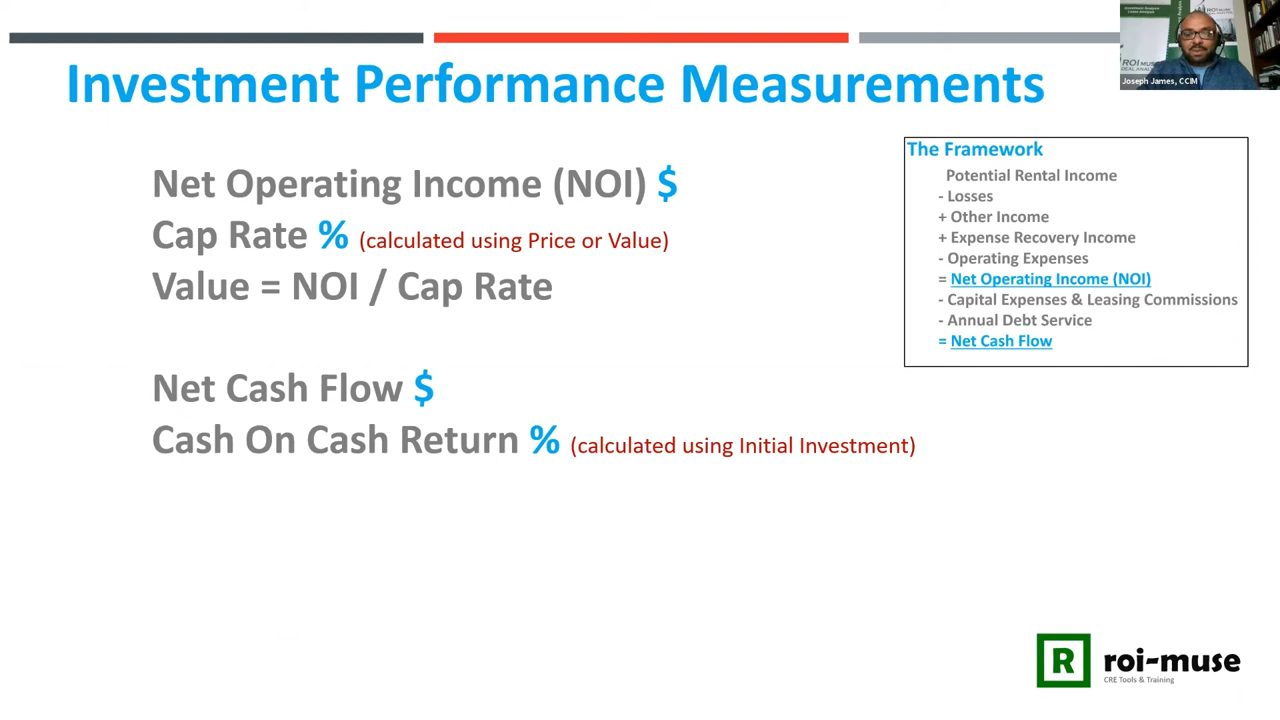 Investment Performance Measurements
Joseph James, CCIM
Net Operating Income (NOI) $
Cap Rate % (calculated using Price or Value)
Value = NOI / Cap Rate
Net Cash Flow $
Cash On Cash Return % (calculated using Initial Investment)
The Framework
Potential Rental Income
- Losses
+ Other Income
+ Expense Recovery Income
- Operating Expenses
= Net Operating Income (NOI)
- Capital Expenses & Leasing Commissions
- Annual Debt Service
= Net Cash Flow
R roi-muse
CRE Tools & Training